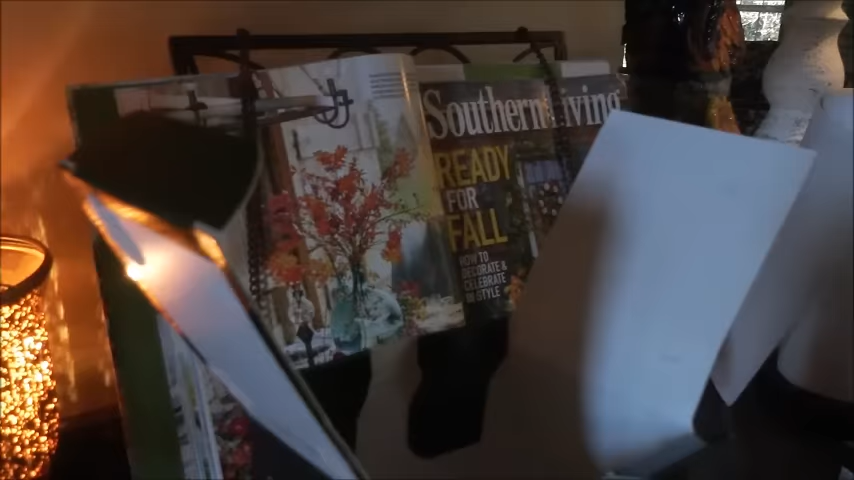 Southern Living
READY
FOR
FALL
HOW TO
DECORATE &
CELEBRATE
IN STYLE